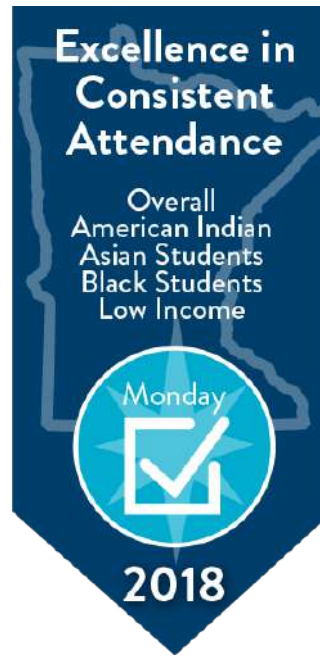 Excellence in
Consistent
Attendance
Overall
American Indian
Asian Students
Black Students
Low Income
Monday
2018